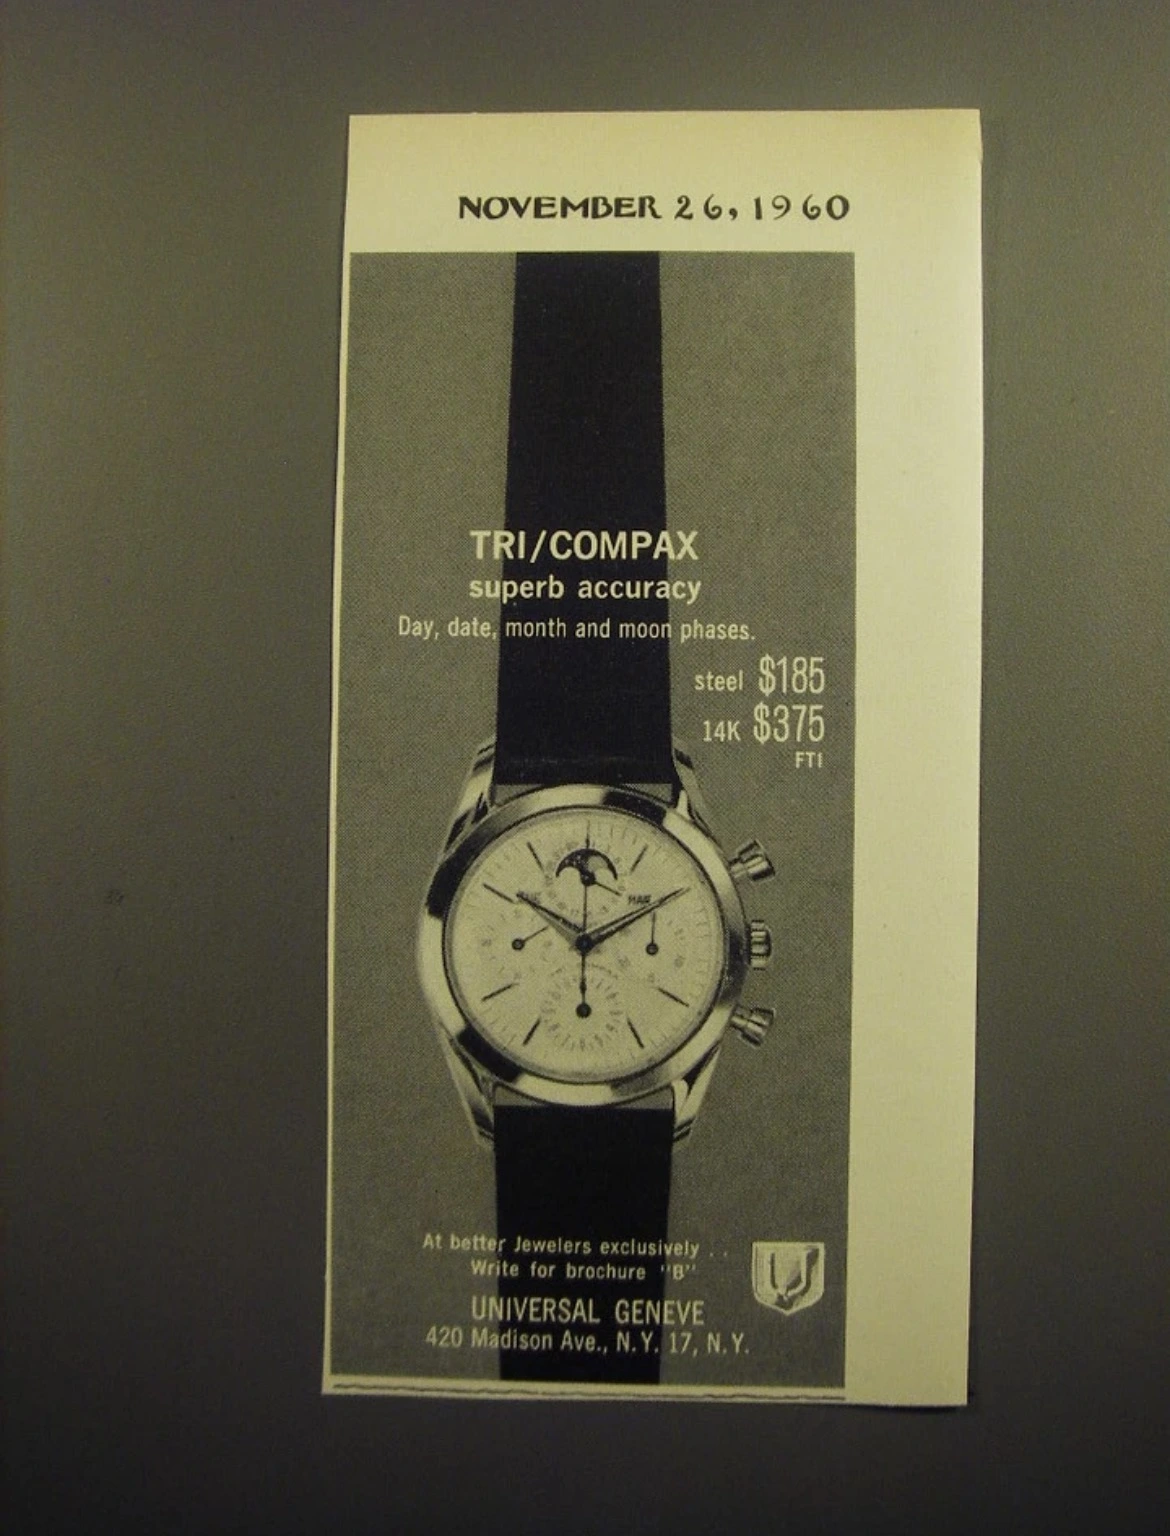 NOVEMBER 26, 1960
TRI/COMPAX
superb accuracy
Day, date, month and moon phases.
steel $185
14K $375
FTI
At better Jewelers exclusively . .
Write for brochure "B"
UNIVERSAL GENEVE
420 Madison Ave., N.Y. 17, N.Y.
U